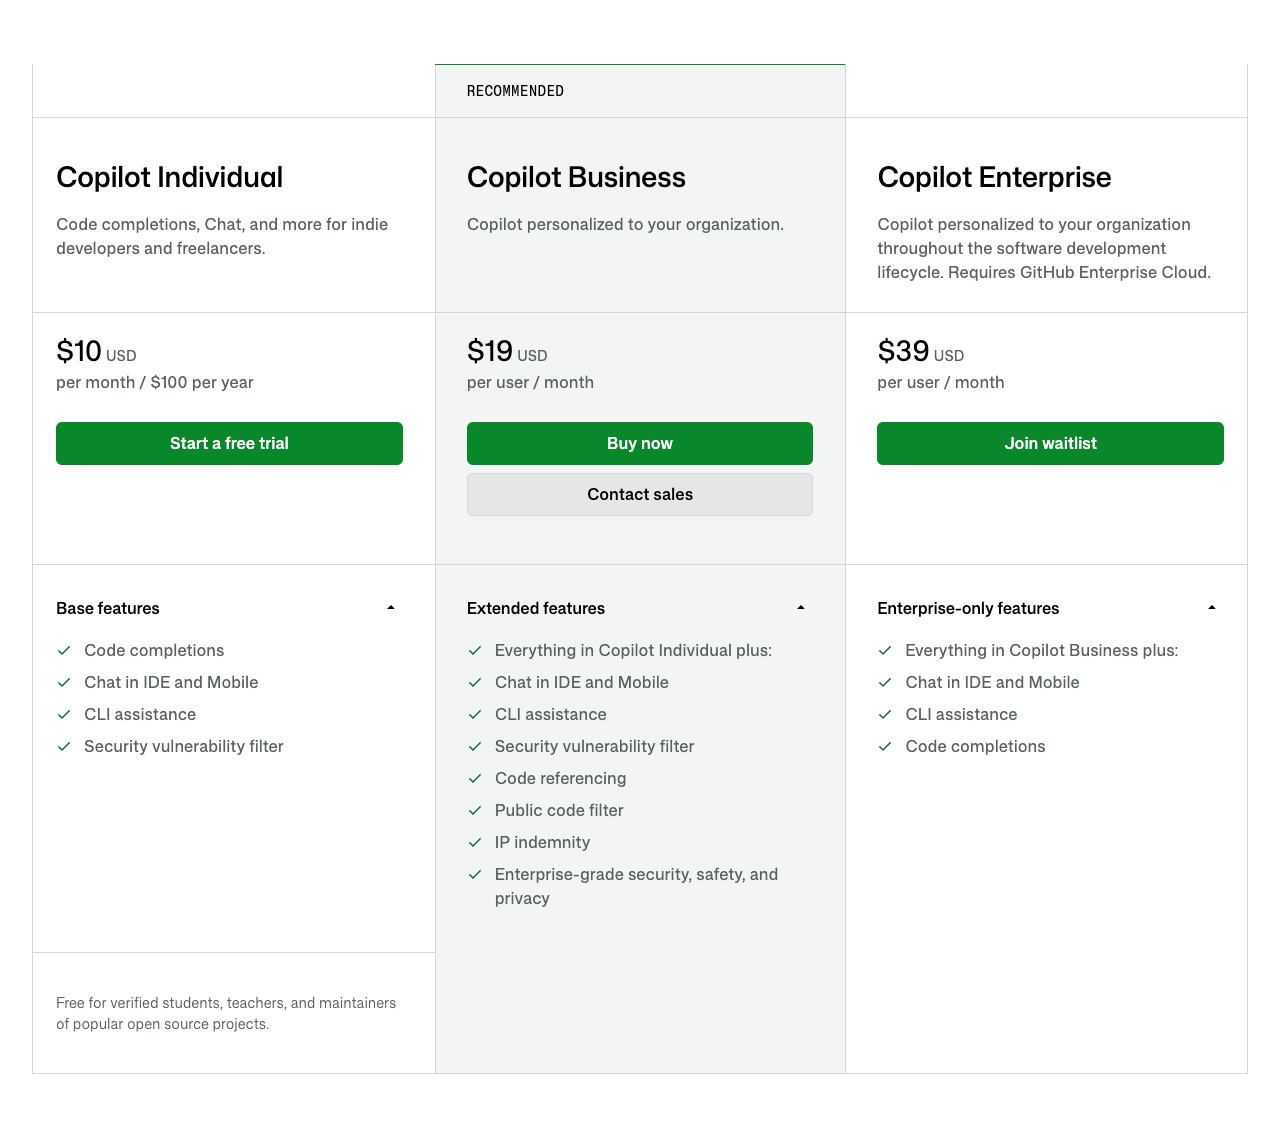 RECOMMENDED
Copilot Individual
Code completions, Chat, and more for indie
developers and freelancers.
$10 USD
per month / $100 per year
Start a free trial
Base features
Code completions
Chat in IDE and Mobile
CLI assistance
Security vulnerability filter
Free for verified students, teachers, and maintainers
of popular open source projects.
Copilot Business
Copilot personalized to your organization.
$19 USD
per user / month
Buy now
Contact sales
Extended features
Everything in Copilot Individual plus:
Chat in IDE and Mobile
CLI assistance
Security vulnerability filter
Code referencing
Public code filter
IP indemnity
Enterprise-grade security, safety, and
privacy
Copilot Enterprise
Copilot personalized to your organization
throughout the software development
lifecycle. Requires GitHub Enterprise Cloud.
$39 USD
per user / month
Join waitlist
Enterprise-only features
Everything in Copilot Business plus:
Chat in IDE and Mobile
CLI assistance
Code completions